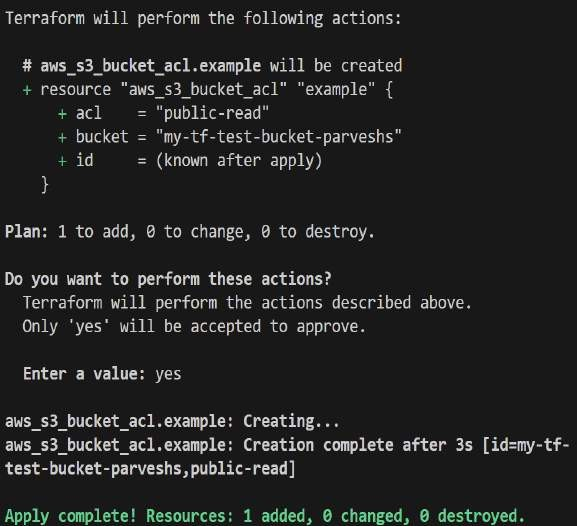 Terraform will perform the following actions:
# aws_s3_bucket_acl.example will be created
+ resource "aws_s3_bucket_acl" "example" {
+ acl    = "public-read"
+ bucket = "my-tf-test-bucket-parveshs"
+ id     = (known after apply)
}
Plan: 1 to add, 0 to change, 0 to destroy.
Do you want to perform these actions?
Terraform will perform the actions described above.
Only 'yes' will be accepted to approve.
Enter a value: yes
aws_s3_bucket_acl.example: Creating...
aws_s3_bucket_acl.example: Creation complete after 3s [id=my-tf-
test-bucket-parveshs,public-read]
Apply complete! Resources: 1 added, 0 changed, 0 destroyed.